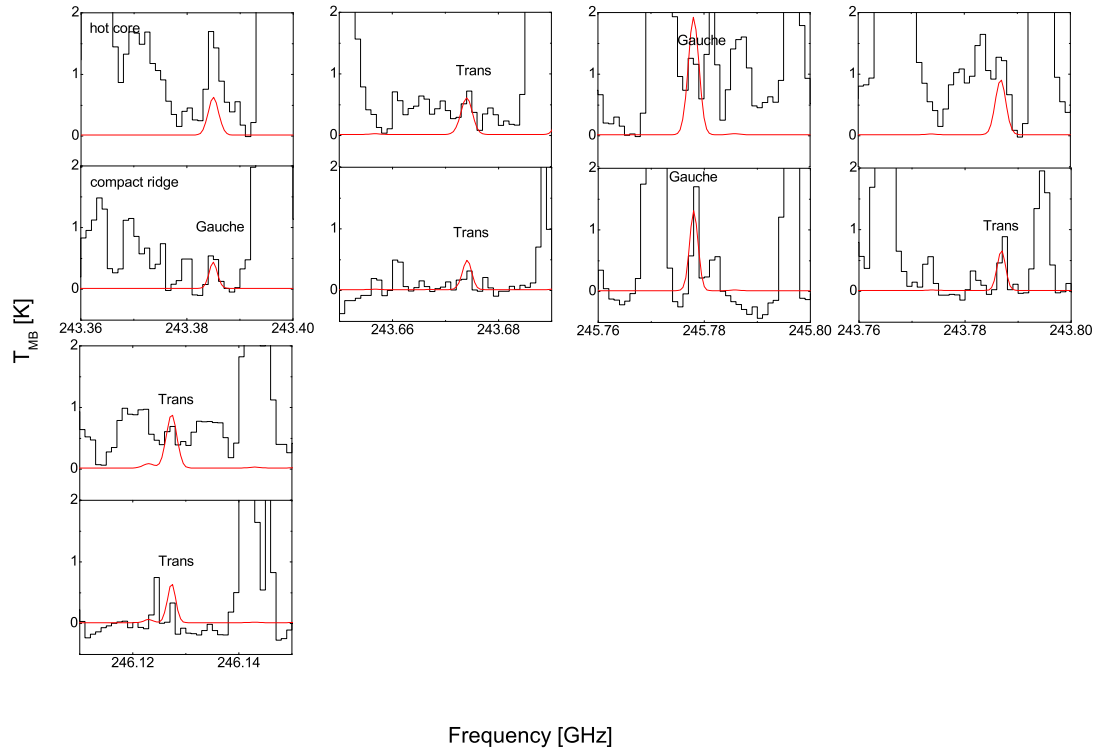 2 2 2 2
hot core Gauche
Trans
1 1 1 1
0 0 0 0
2 2 2 2
compact ridge Gauche
Gauche Trans Trans
1 1 1 1
0 0 0 0
243.36 243.38 243.40 243.66 243.68 245.76 245.78 245.80 243.76 243.78 243.80
T_MB [K]
2
Trans
1
0
2
Trans
1
0
246.12 246.14
Frequency [GHz]